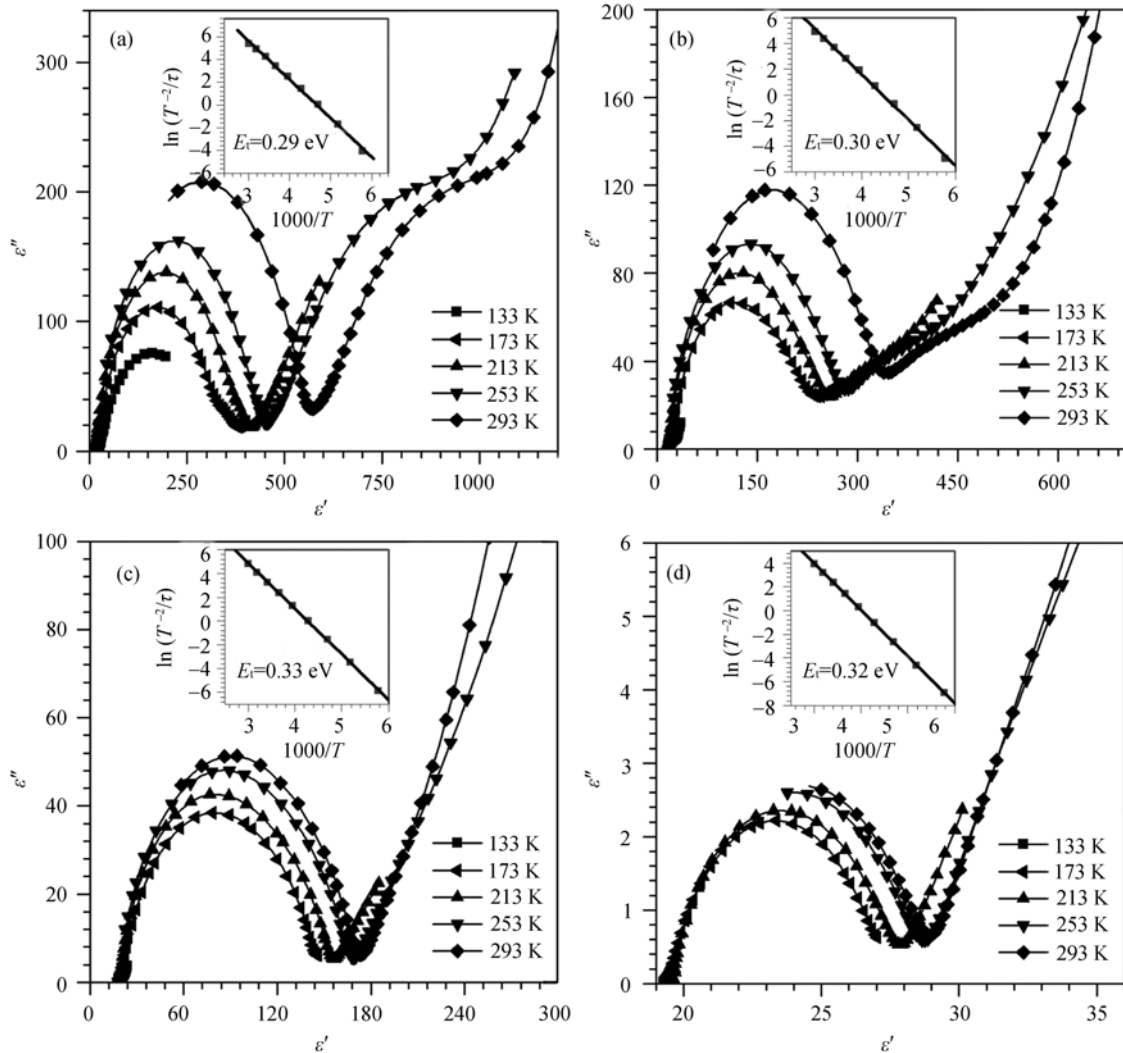 (a)
300
200
100
0
ε″
0
250
500
750
1000
ε′
6
4
2
0
−2
−4
−6
ln (T⁻²/τ)
Eₜ=0.29 eV
3
4
5
6
1000/T
133 K
173 K
213 K
253 K
293 K
(b)
200
160
120
80
40
0
ε″
0
150
300
450
600
ε′
6
4
2
0
−2
−4
−6
ln (T⁻²/τ)
Eₜ=0.30 eV
3
4
5
6
1000/T
133 K
173 K
213 K
253 K
293 K
(c)
100
80
60
40
20
0
ε″
0
60
120
180
240
300
ε′
6
4
2
0
−2
−4
−6
ln (T⁻²/τ)
Eₜ=0.33 eV
3
4
5
6
1000/T
133 K
173 K
213 K
253 K
293 K
(d)
6
5
4
3
2
1
0
ε″
20
25
30
35
ε′
4
2
0
−2
−4
−6
−8
ln (T⁻²/τ)
Eₜ=0.32 eV
3
4
5
6
1000/T
133 K
173 K
213 K
253 K
293 K